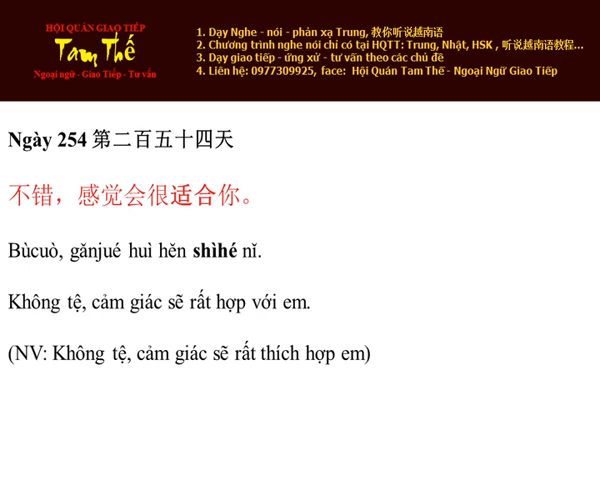 HỘI QUÁN GIAO TIẾP
Tam Thế
Ngoại ngữ - Giao Tiếp - Tư vấn
1. Dạy Nghe - nói - phản xạ Trung, 教你听说越南语
2. Chương trình nghe nói chỉ có tại HQTT: Trung, Nhật, HSK , 听说越南语教程...
3. Dạy giao tiếp - ứng xử - tư vấn theo các chủ đề
4. Liên hệ: 0977309925, face:  Hội Quán Tam Thế - Ngoại Ngữ Giao Tiếp
Ngày 254 第二百五十四天
不错，感觉会很适合你。
Bùcuò, gǎnjué huì hěn shìhé nǐ.
Không tệ, cảm giác sẽ rất hợp với em.
(NV: Không tệ, cảm giác sẽ rất thích hợp em)